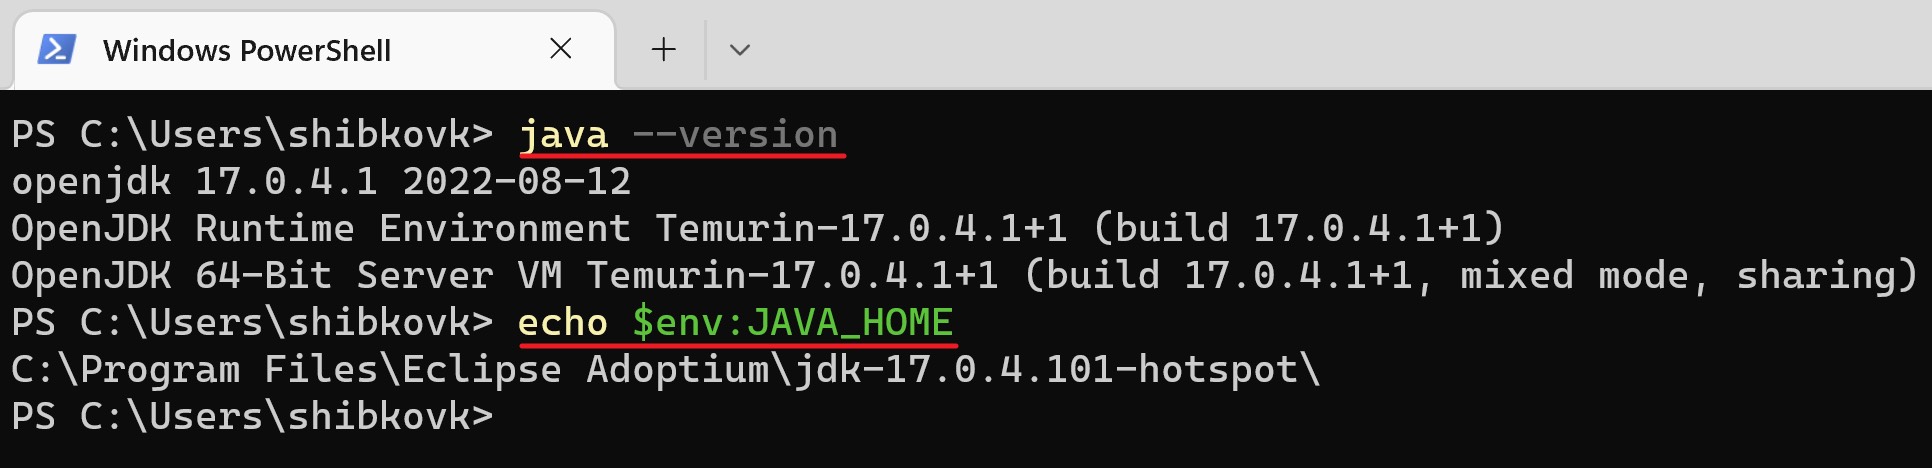 Windows PowerShell
PS C:\Users\shibkovk> java --version
openjdk 17.0.4.1 2022-08-12
OpenJDK Runtime Environment Temurin-17.0.4.1+1 (build 17.0.4.1+1)
OpenJDK 64-Bit Server VM Temurin-17.0.4.1+1 (build 17.0.4.1+1, mixed mode, sharing)
PS C:\Users\shibkovk> echo $env:JAVA_HOME
C:\Program Files\Eclipse Adoptium\jdk-17.0.4.101-hotspot\
PS C:\Users\shibkovk>